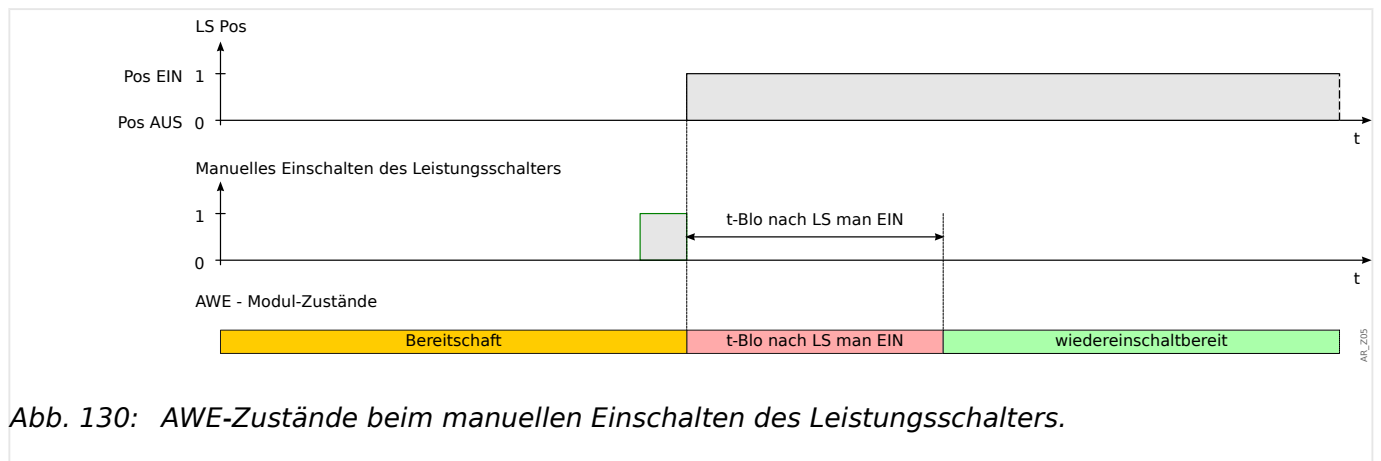 LS Pos
Pos EIN 1
Pos AUS 0
t
Manuelles Einschalten des Leistungsschalters
1
t-Blo nach LS man EIN
0
t
AWE - Modul-Zustände
Bereitschaft
t-Blo nach LS man EIN
wiedereinschaltbereit
AR_Z05
Abb. 130: AWE-Zustände beim manuellen Einschalten des Leistungsschalters.